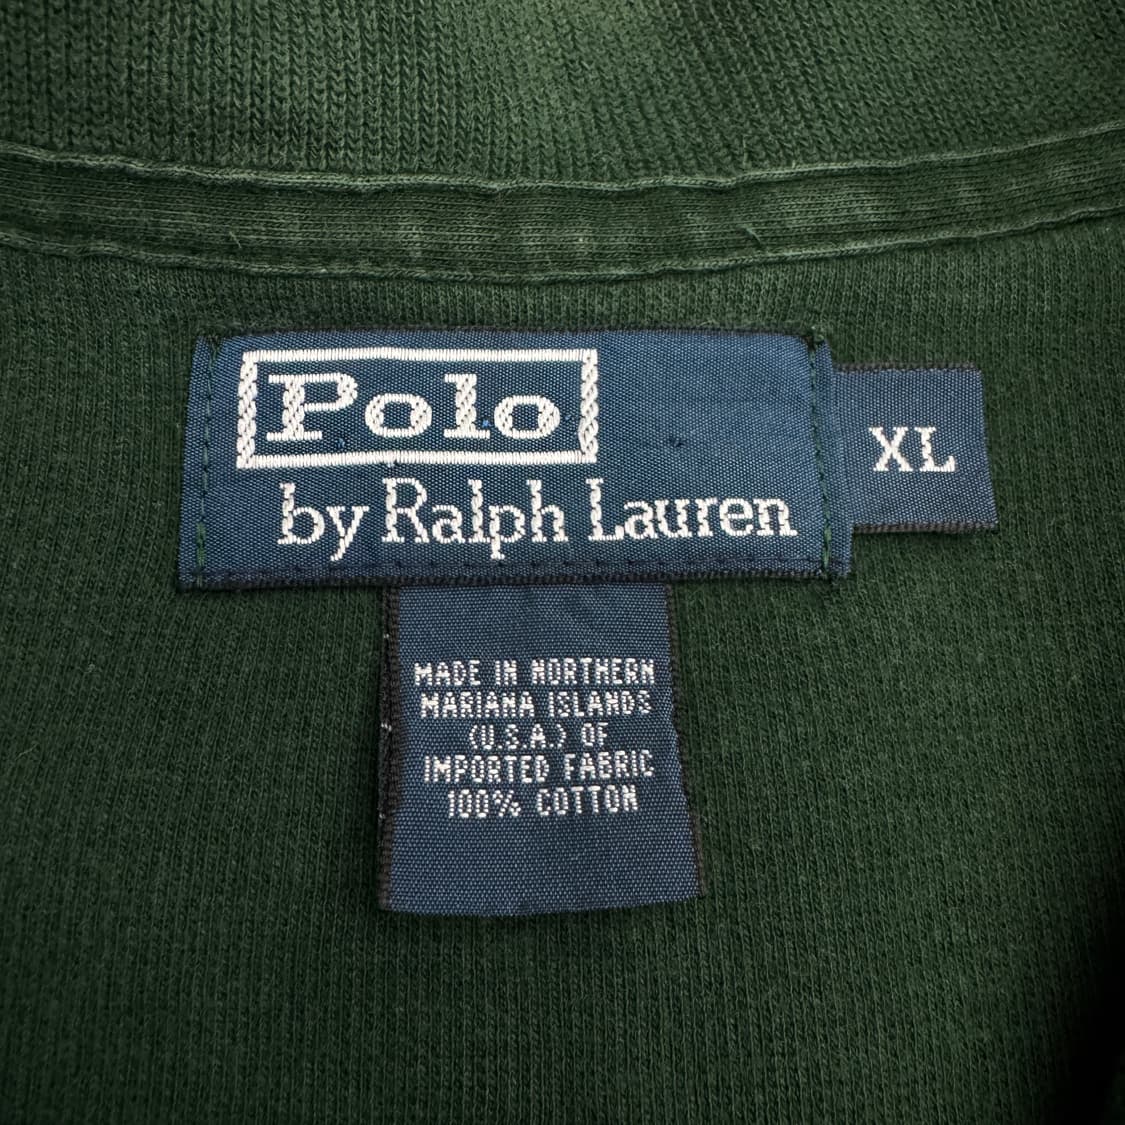 Polo
by Ralph Lauren
XL
MADE IN NORTHERN
MARIANA ISLANDS
(U.S.A.) OF
IMPORTED FABRIC
100% COTTON